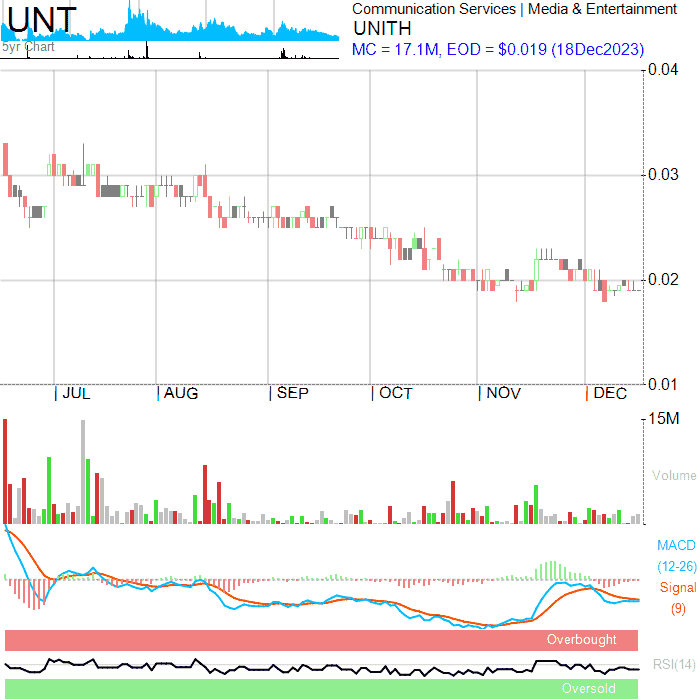 UNT
5yr Chart
Communication Services | Media & Entertainment
UNITH
MC = 17.1M, EOD = $0.019 (18Dec2023)
0.04
0.03
0.02
0.01
JUL AUG SEP OCT NOV DEC
15M
Volume
MACD
(12-26)
Signal
(9)
Overbought
RSI(14)
Oversold